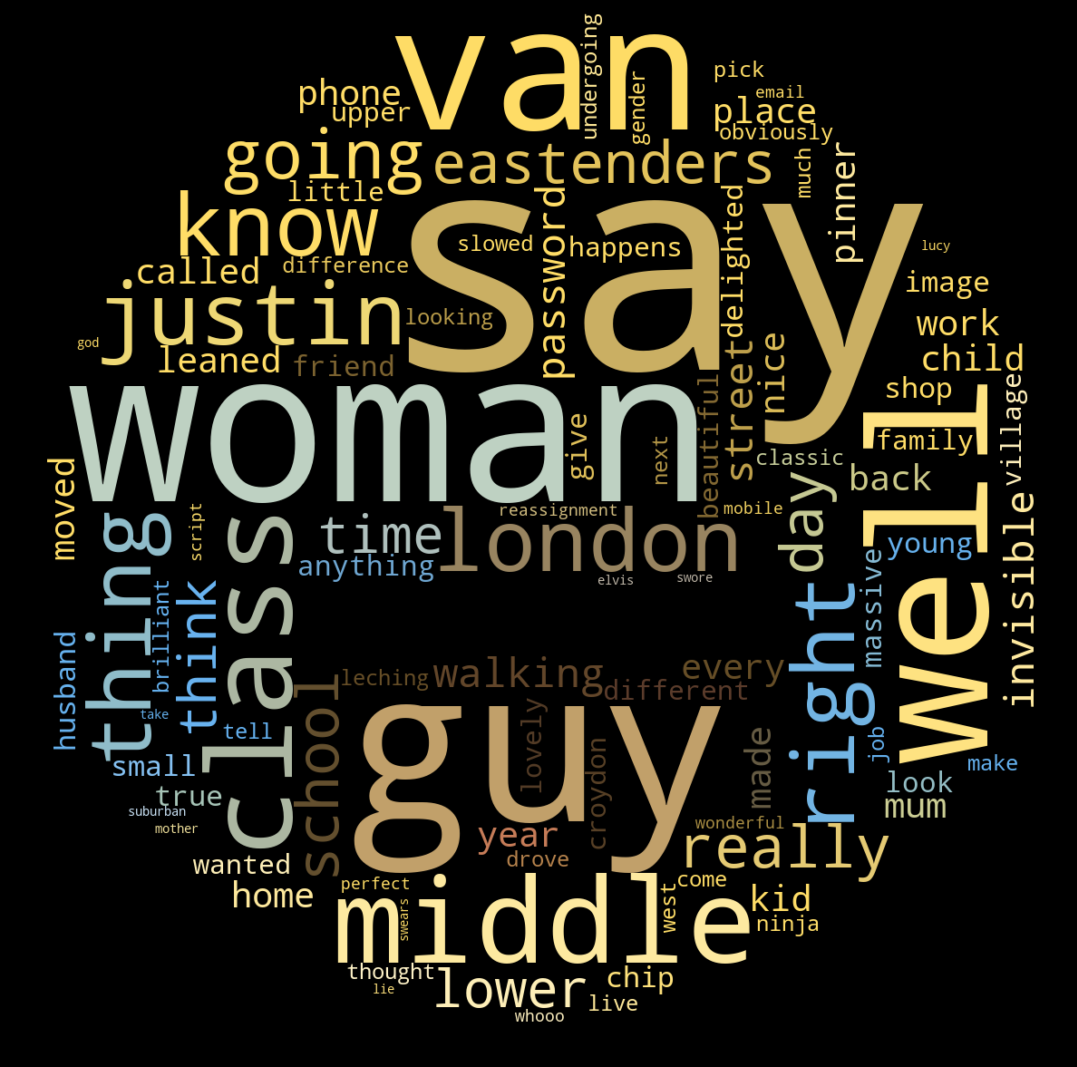 van
undergoing
gender
pick
email
phone
upper
place
obviously
going
eastenders
much
pinner
little
know
say
password
slowed
happens
delighted
lucy
called
difference
image
justin
looking
work
god
leaned
friend
street
nice
child
woman
beautiful
shop
village
well
give
next
classic
family
back
moved
thing
script
class
time
reassignment
london
mobile
day
young
invisible
anything
elvis
swore
right
massive
husband
brilliant
think
take
tell
school
leching
walking
different
every
guy
lovely
croydon
made
job
make
small
true
suburban
mother
look
mum
year
drove
wonderful
really
wanted
home
perfect
swears
middle
west
come
kid
ninja
thought
lie
lower
chip
live
whooo